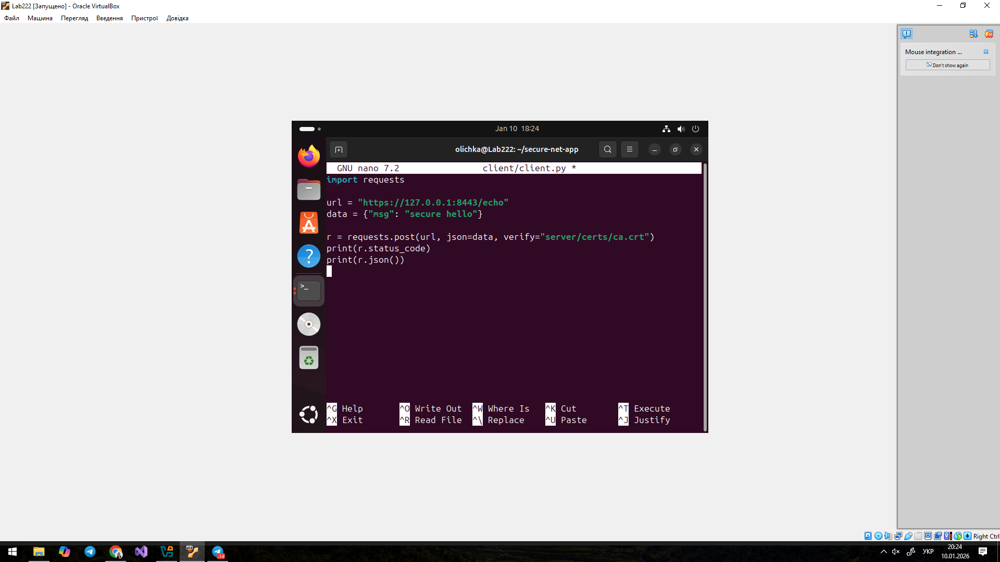 Lab222 [Запущено] - Oracle VirtualBox
Файл Машина Перегляд Введення Пристрої Довідка
Mouse integration ...
Don't show again
Jan 10 18:24
olichka@Lab222: ~/secure-net-app
GNU nano 7.2 client/client.py *
import requests
url = "https://127.0.0.1:8443/echo"
data = {"msg": "secure hello"}
r = requests.post(url, json=data, verify="server/certs/ca.crt")
print(r.status_code)
print(r.json())
^G Help ^O Write Out ^W Where Is ^K Cut ^T Execute
^X Exit ^R Read File ^\ Replace ^U Paste ^J Justify
Right Ctrl
УКР
20:24
10.01.2026